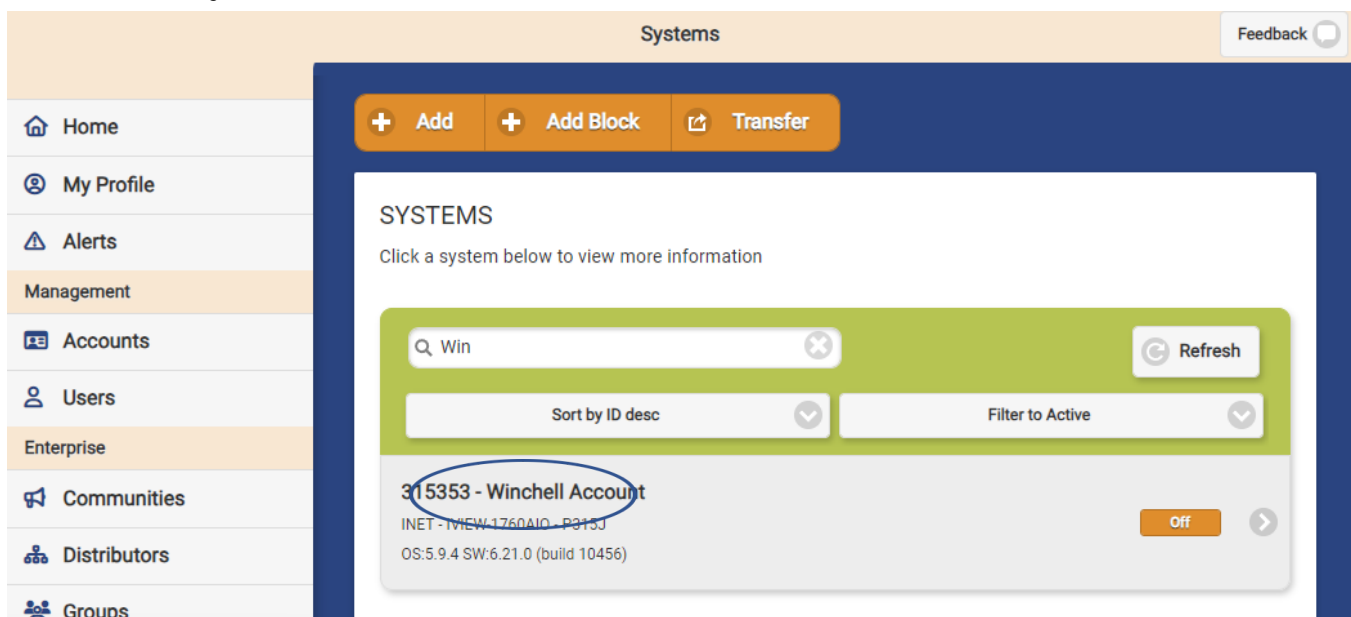 Systems
Feedback
Home
My Profile
Alerts
Management
Accounts
Users
Enterprise
Communities
Distributors
Groups
Add
Add Block
Transfer
SYSTEMS
Click a system below to view more information
Win
Refresh
Sort by ID desc
Filter to Active
315353 - Winchell Account
INET - IVIEW-1760AIO - P315J
OS:5.9.4 SW:6.21.0 (build 10456)
Off